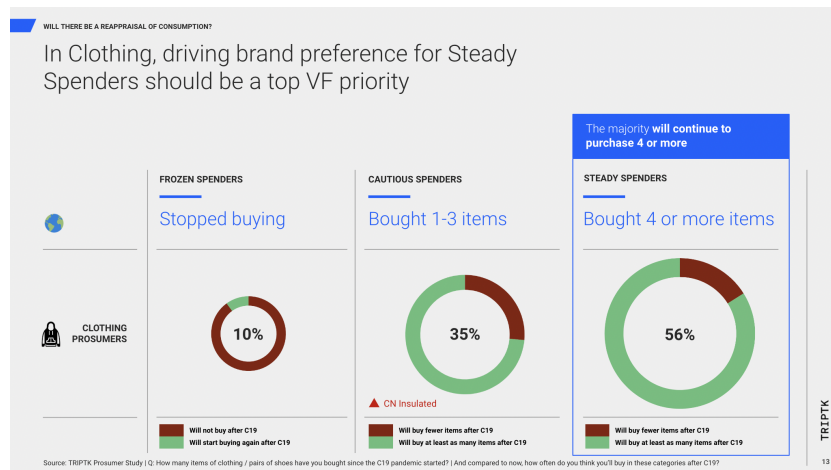 WILL THERE BE A REAPPRAISAL OF CONSUMPTION?
In Clothing, driving brand preference for Steady
Spenders should be a top VF priority
The majority will continue to
purchase 4 or more
FROZEN SPENDERS
CAUTIOUS SPENDERS
STEADY SPENDERS
Stopped buying
Bought 1-3 items
Bought 4 or more items
CLOTHING
PROSUMERS
10%
35%
56%
CN Insulated
Will not buy after C19
Will start buying again after C19
Will buy fewer items after C19
Will buy at least as many items after C19
Will buy fewer items after C19
Will buy at least as many items after C19
TRIPTK
Source: TRIPTK Prosumer Study | Q: How many items of clothing / pairs of shoes have you bought since the C19 pandemic started? | And compared to now, how often do you think you'll buy in these categories after C19?
13